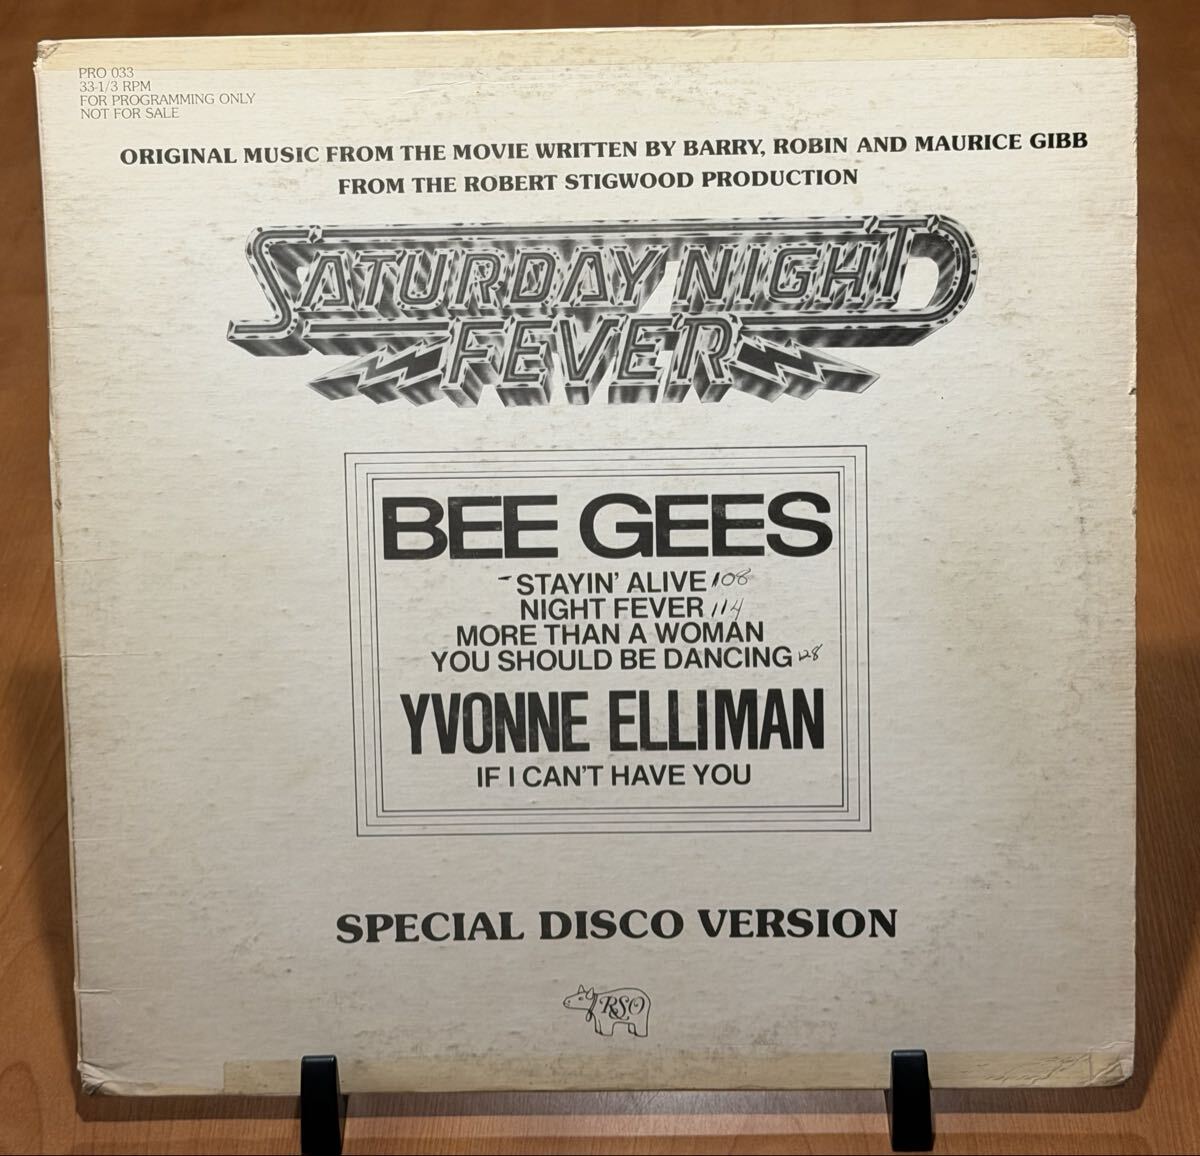 PRO 033
33-1/3 RPM
FOR PROGRAMMING ONLY
NOT FOR SALE
ORIGINAL MUSIC FROM THE MOVIE WRITTEN BY BARRY, ROBIN AND MAURICE GIBB
FROM THE ROBERT STIGWOOD PRODUCTION
SATURDAY NIGHT
FEVER
BEE GEES
-STAYIN' ALIVE 108
NIGHT FEVER 114
MORE THAN A WOMAN
YOU SHOULD BE DANCING 128
YVONNE ELLIMAN
IF I CAN'T HAVE YOU
SPECIAL DISCO VERSION
RSO